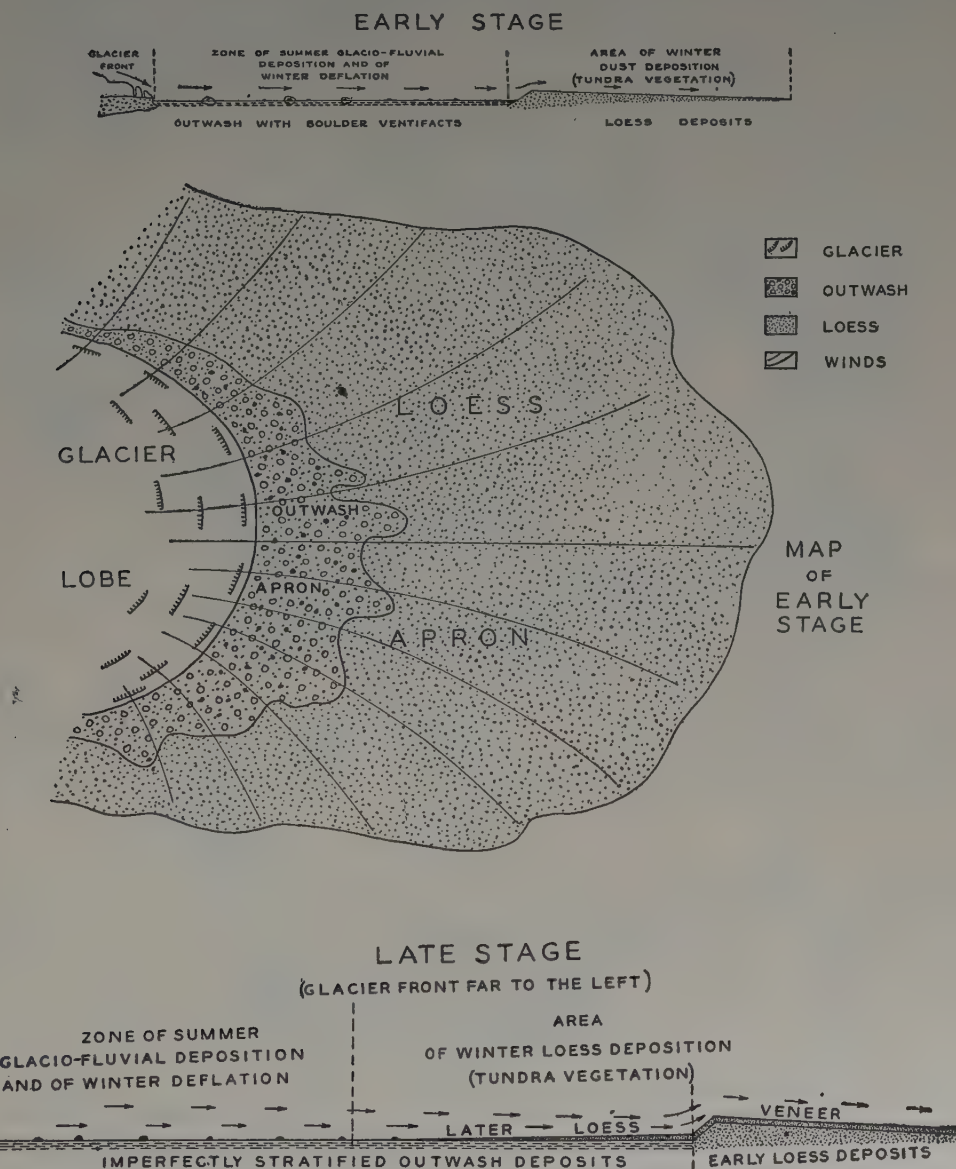 EARLY STAGE
GLACIER
FRONT
ZONE OF SUMMER GLACIO-FLUVIAL
DEPOSITION AND OF
WINTER DEFLATION
AREA OF WINTER
DUST DEPOSITION
(TUNDRA VEGETATION)
OUTWASH WITH BOULDER VENTIFACTS
LOESS DEPOSITS
GLACIER
OUTWASH
LOESS
WINDS
LOESS
GLACIER
OUTWASH
LOBE
APRON
APRON
MAP
OF
EARLY
STAGE
LATE STAGE
(GLACIER FRONT FAR TO THE LEFT)
ZONE OF SUMMER
GLACIO-FLUVIAL DEPOSITION
AND OF WINTER DEFLATION
AREA
OF WINTER LOESS DEPOSITION
(TUNDRA VEGETATION)
LATER LOESS
VENEER
IMPERFECTLY STRATIFIED OUTWASH DEPOSITS
EARLY LOESS DEPOSITS